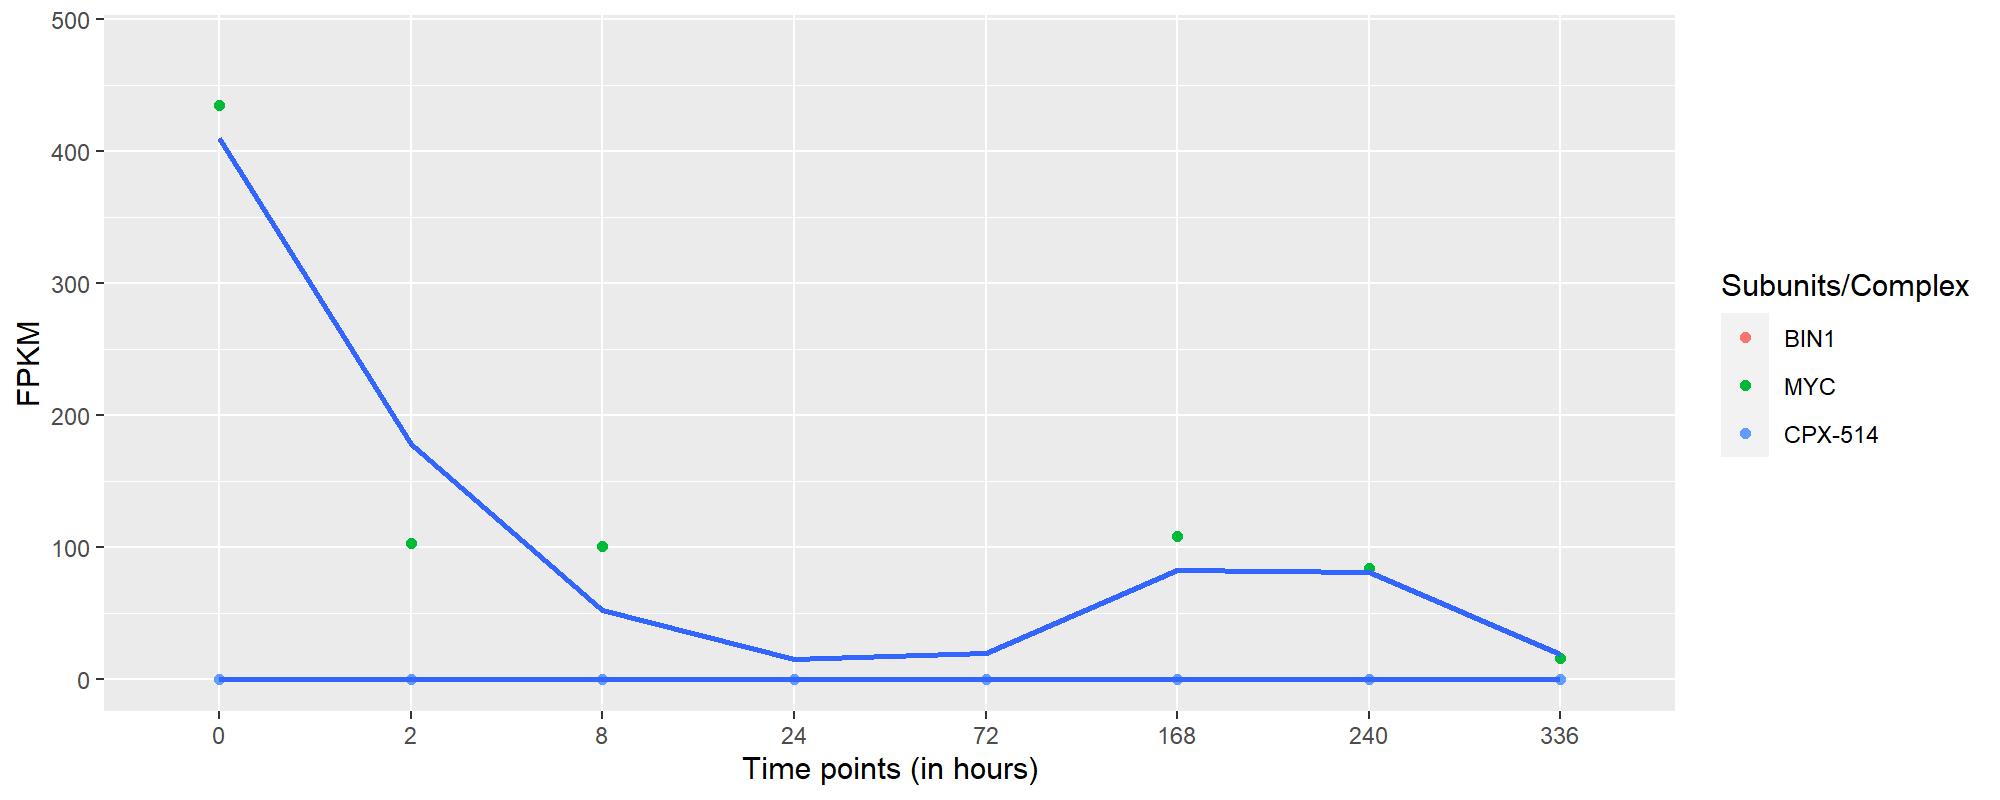 500
400
300
200
100
0
FPKM
0 2 8 24 72 168 240 336
Time points (in hours)
Subunits/Complex
BIN1
MYC
CPX-514